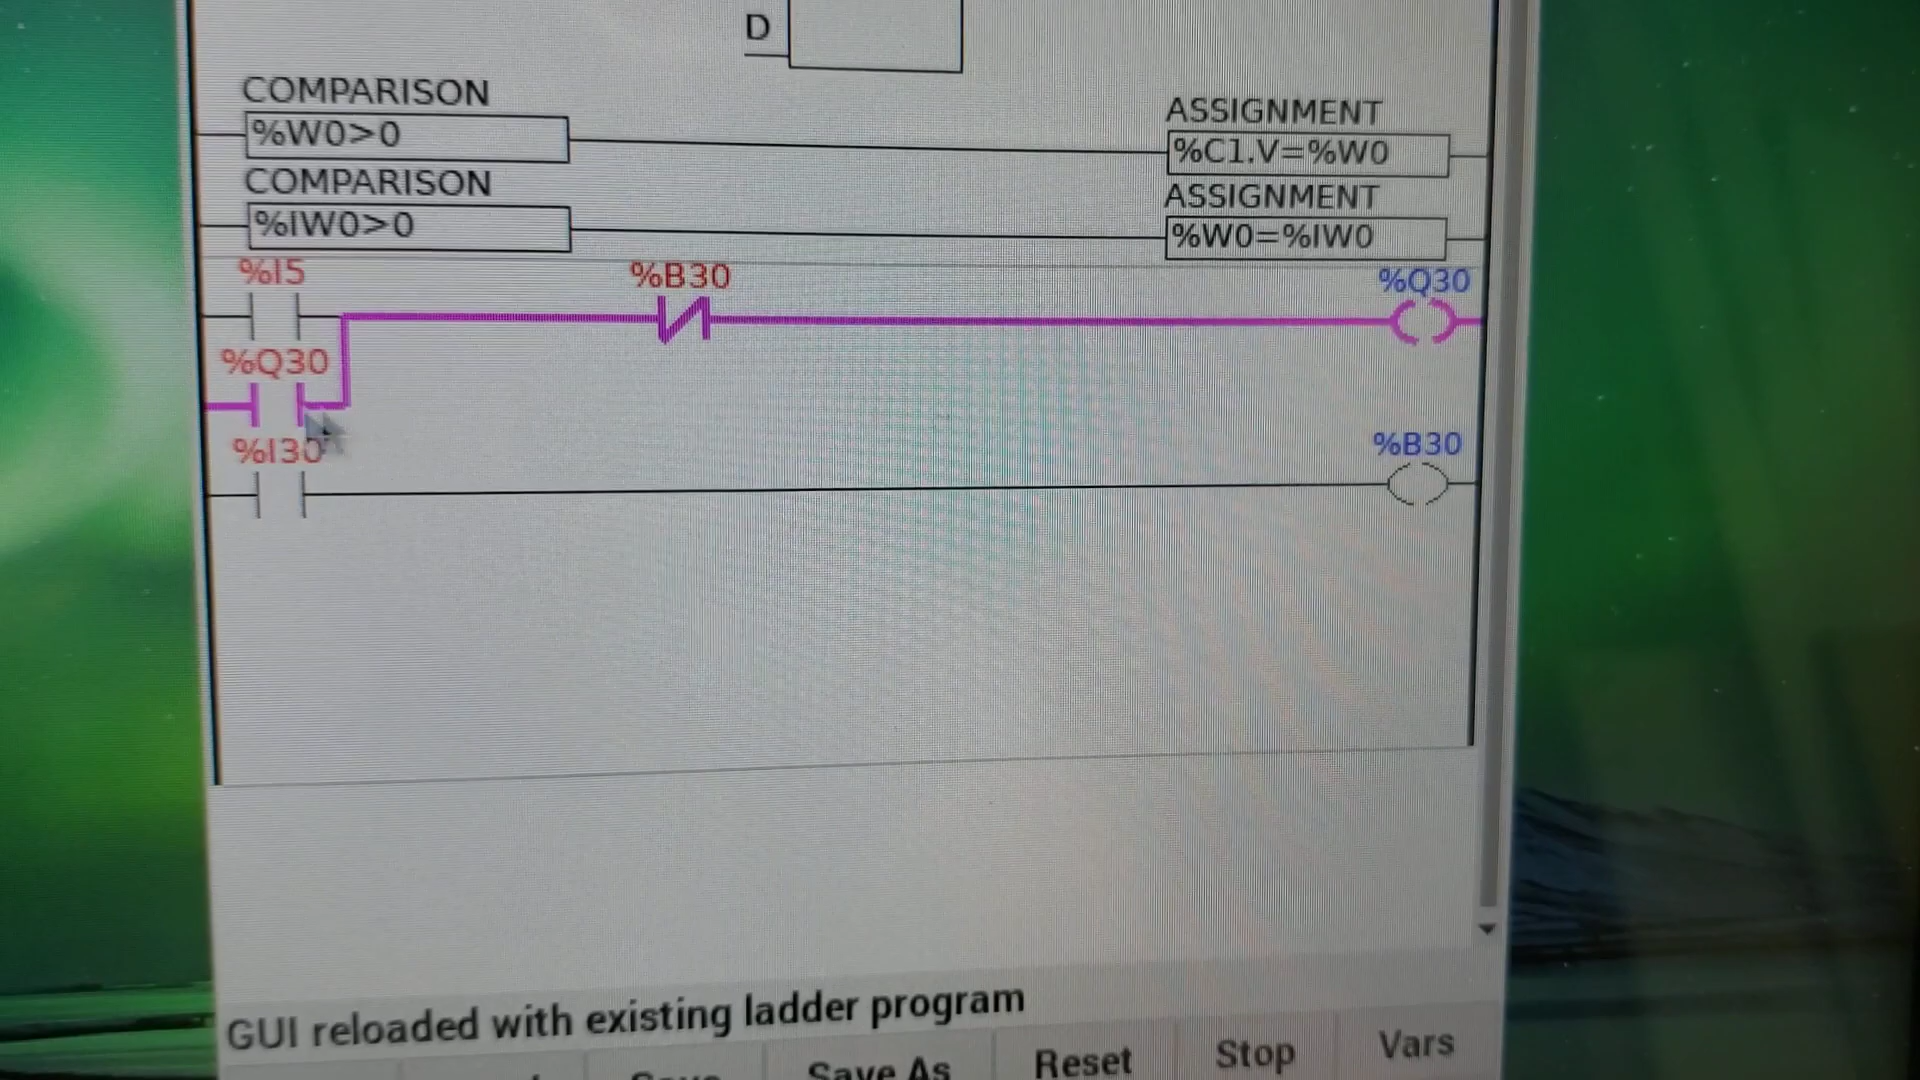 D
COMPARISON
%W0>0
ASSIGNMENT
%C1.V=%W0
COMPARISON
%IW0>0
ASSIGNMENT
%W0=%IW0
%I5
%B30
%Q30
%Q30
%I30
%B30
GUI reloaded with existing ladder program
Save
Save As
Reset
Stop
Vars